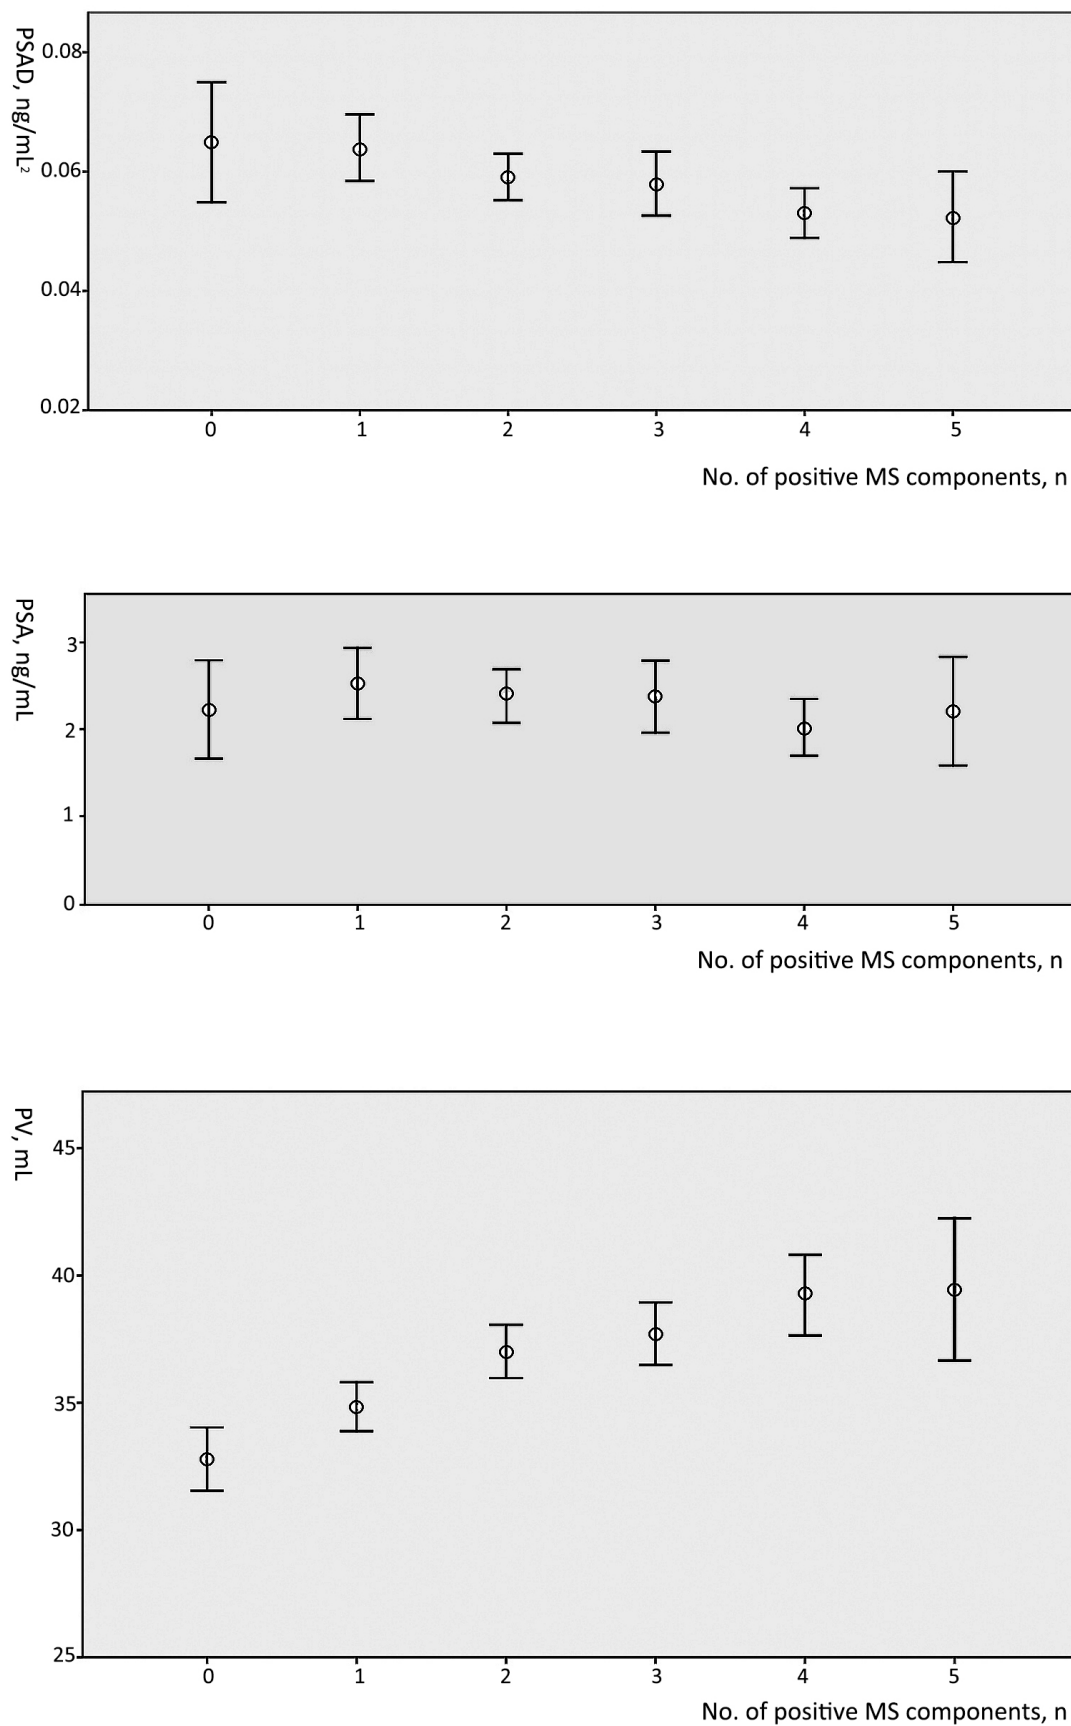 PSAD, ng/mL²
0.08
0.06
0.04
0.02
0 1 2 3 4 5
No. of positive MS components, n
PSA, ng/mL
3
2
1
0
0 1 2 3 4 5
No. of positive MS components, n
PV, mL
45
40
35
30
25
0 1 2 3 4 5
No. of positive MS components, n